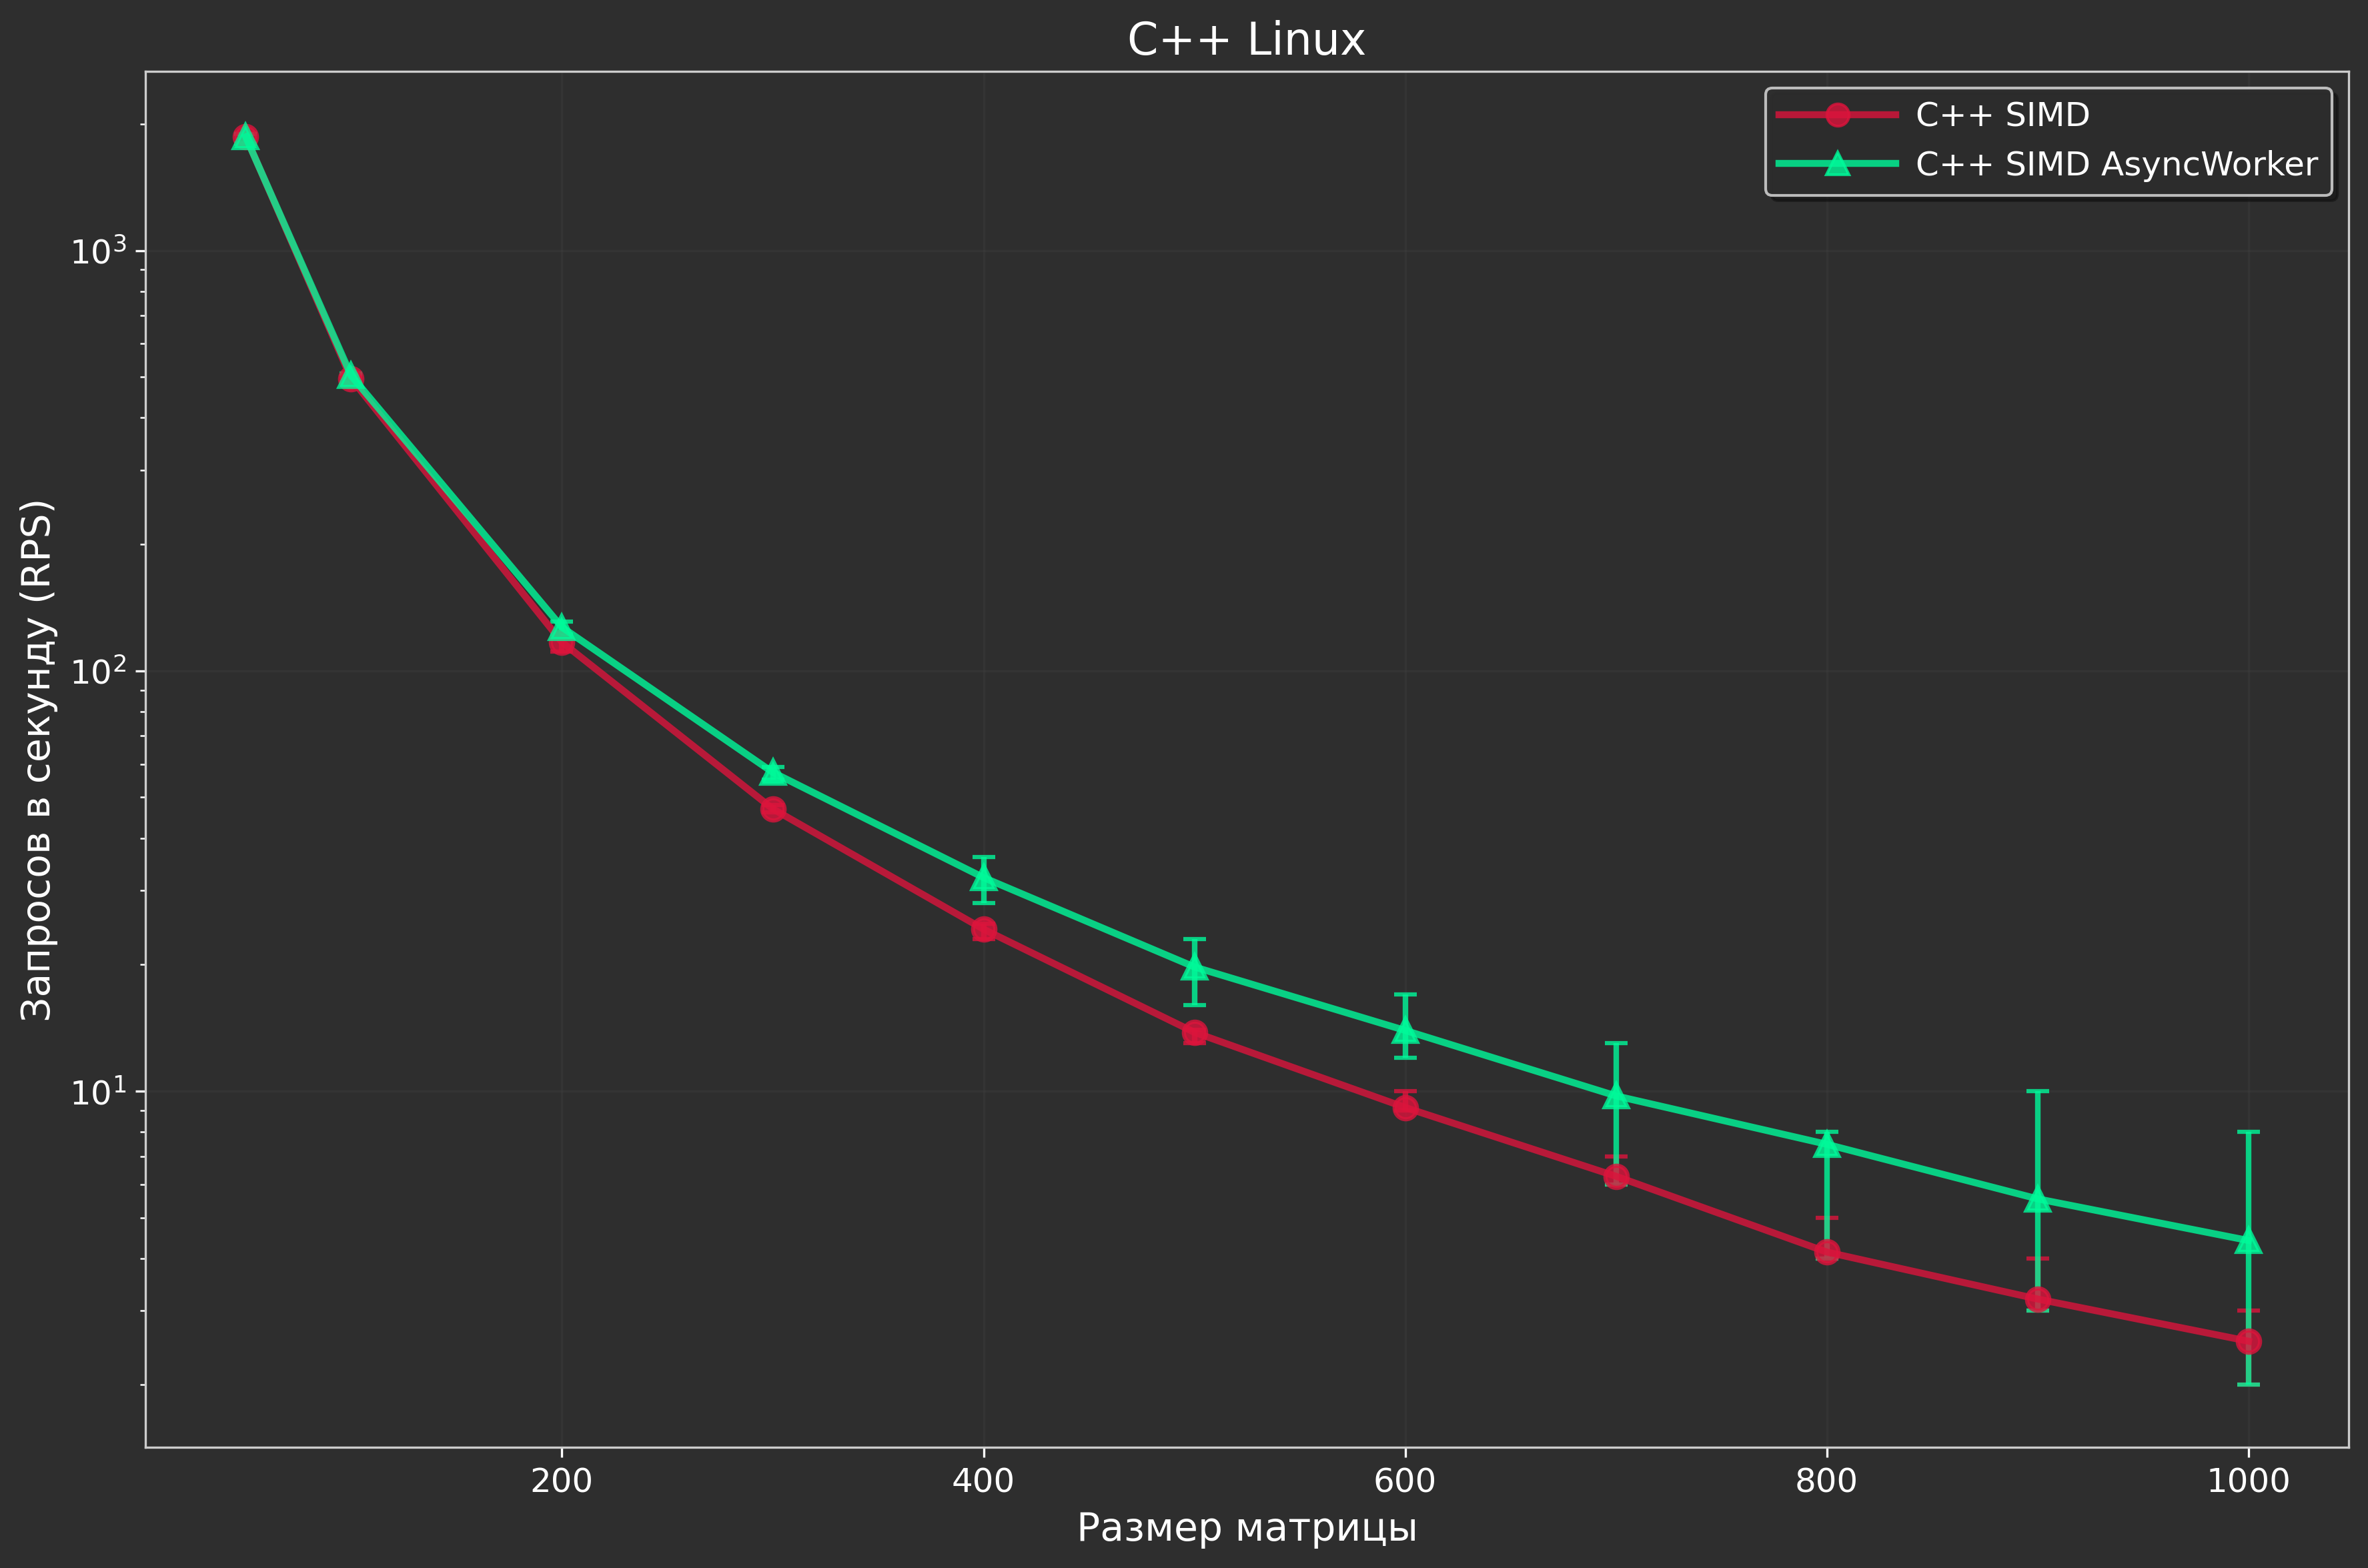 C++ Linux
C++ SIMD
C++ SIMD AsyncWorker
Запросов в секунду (RPS)
10³
10²
10¹
200
400
600
800
1000
Размер матрицы